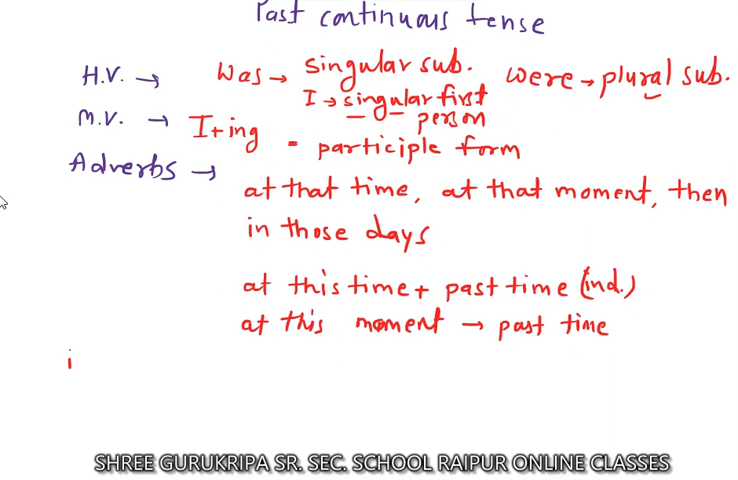 Past continuous tense
H.V. → Was → singular sub. were → plural sub.
I → singular first
person
M.V. → I+ing = participle form
Adverbs →
at that time, at that moment, then
in those days
at this time + past time (ind.)
at this moment → past time
i
SHREE GURUKRIPA SR. SEC. SCHOOL RAIPUR ONLINE CLASSES